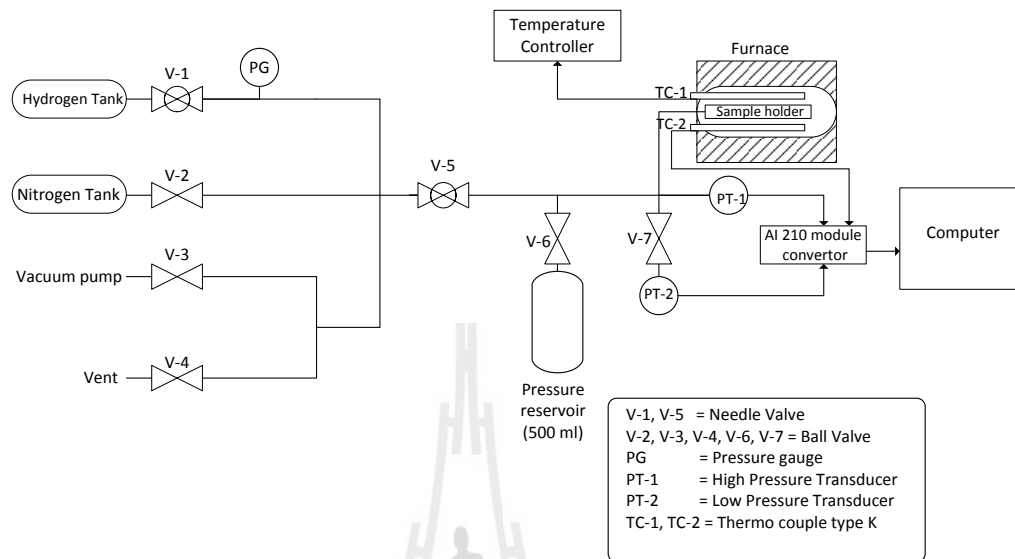 Temperature
Controller
Furnace
V-1
PG
Hydrogen Tank
TC-1
Sample holder
TC-2
V-2
V-5
Nitrogen Tank
PT-1
V-6
V-7
AI 210 module
convertor
Computer
V-3
Vacuum pump
PT-2
V-4
Vent
Pressure
reservoir
(500 ml)
V-1, V-5 = Needle Valve
V-2, V-3, V-4, V-6, V-7 = Ball Valve
PG = Pressure gauge
PT-1 = High Pressure Transducer
PT-2 = Low Pressure Transducer
TC-1, TC-2 = Thermo couple type K